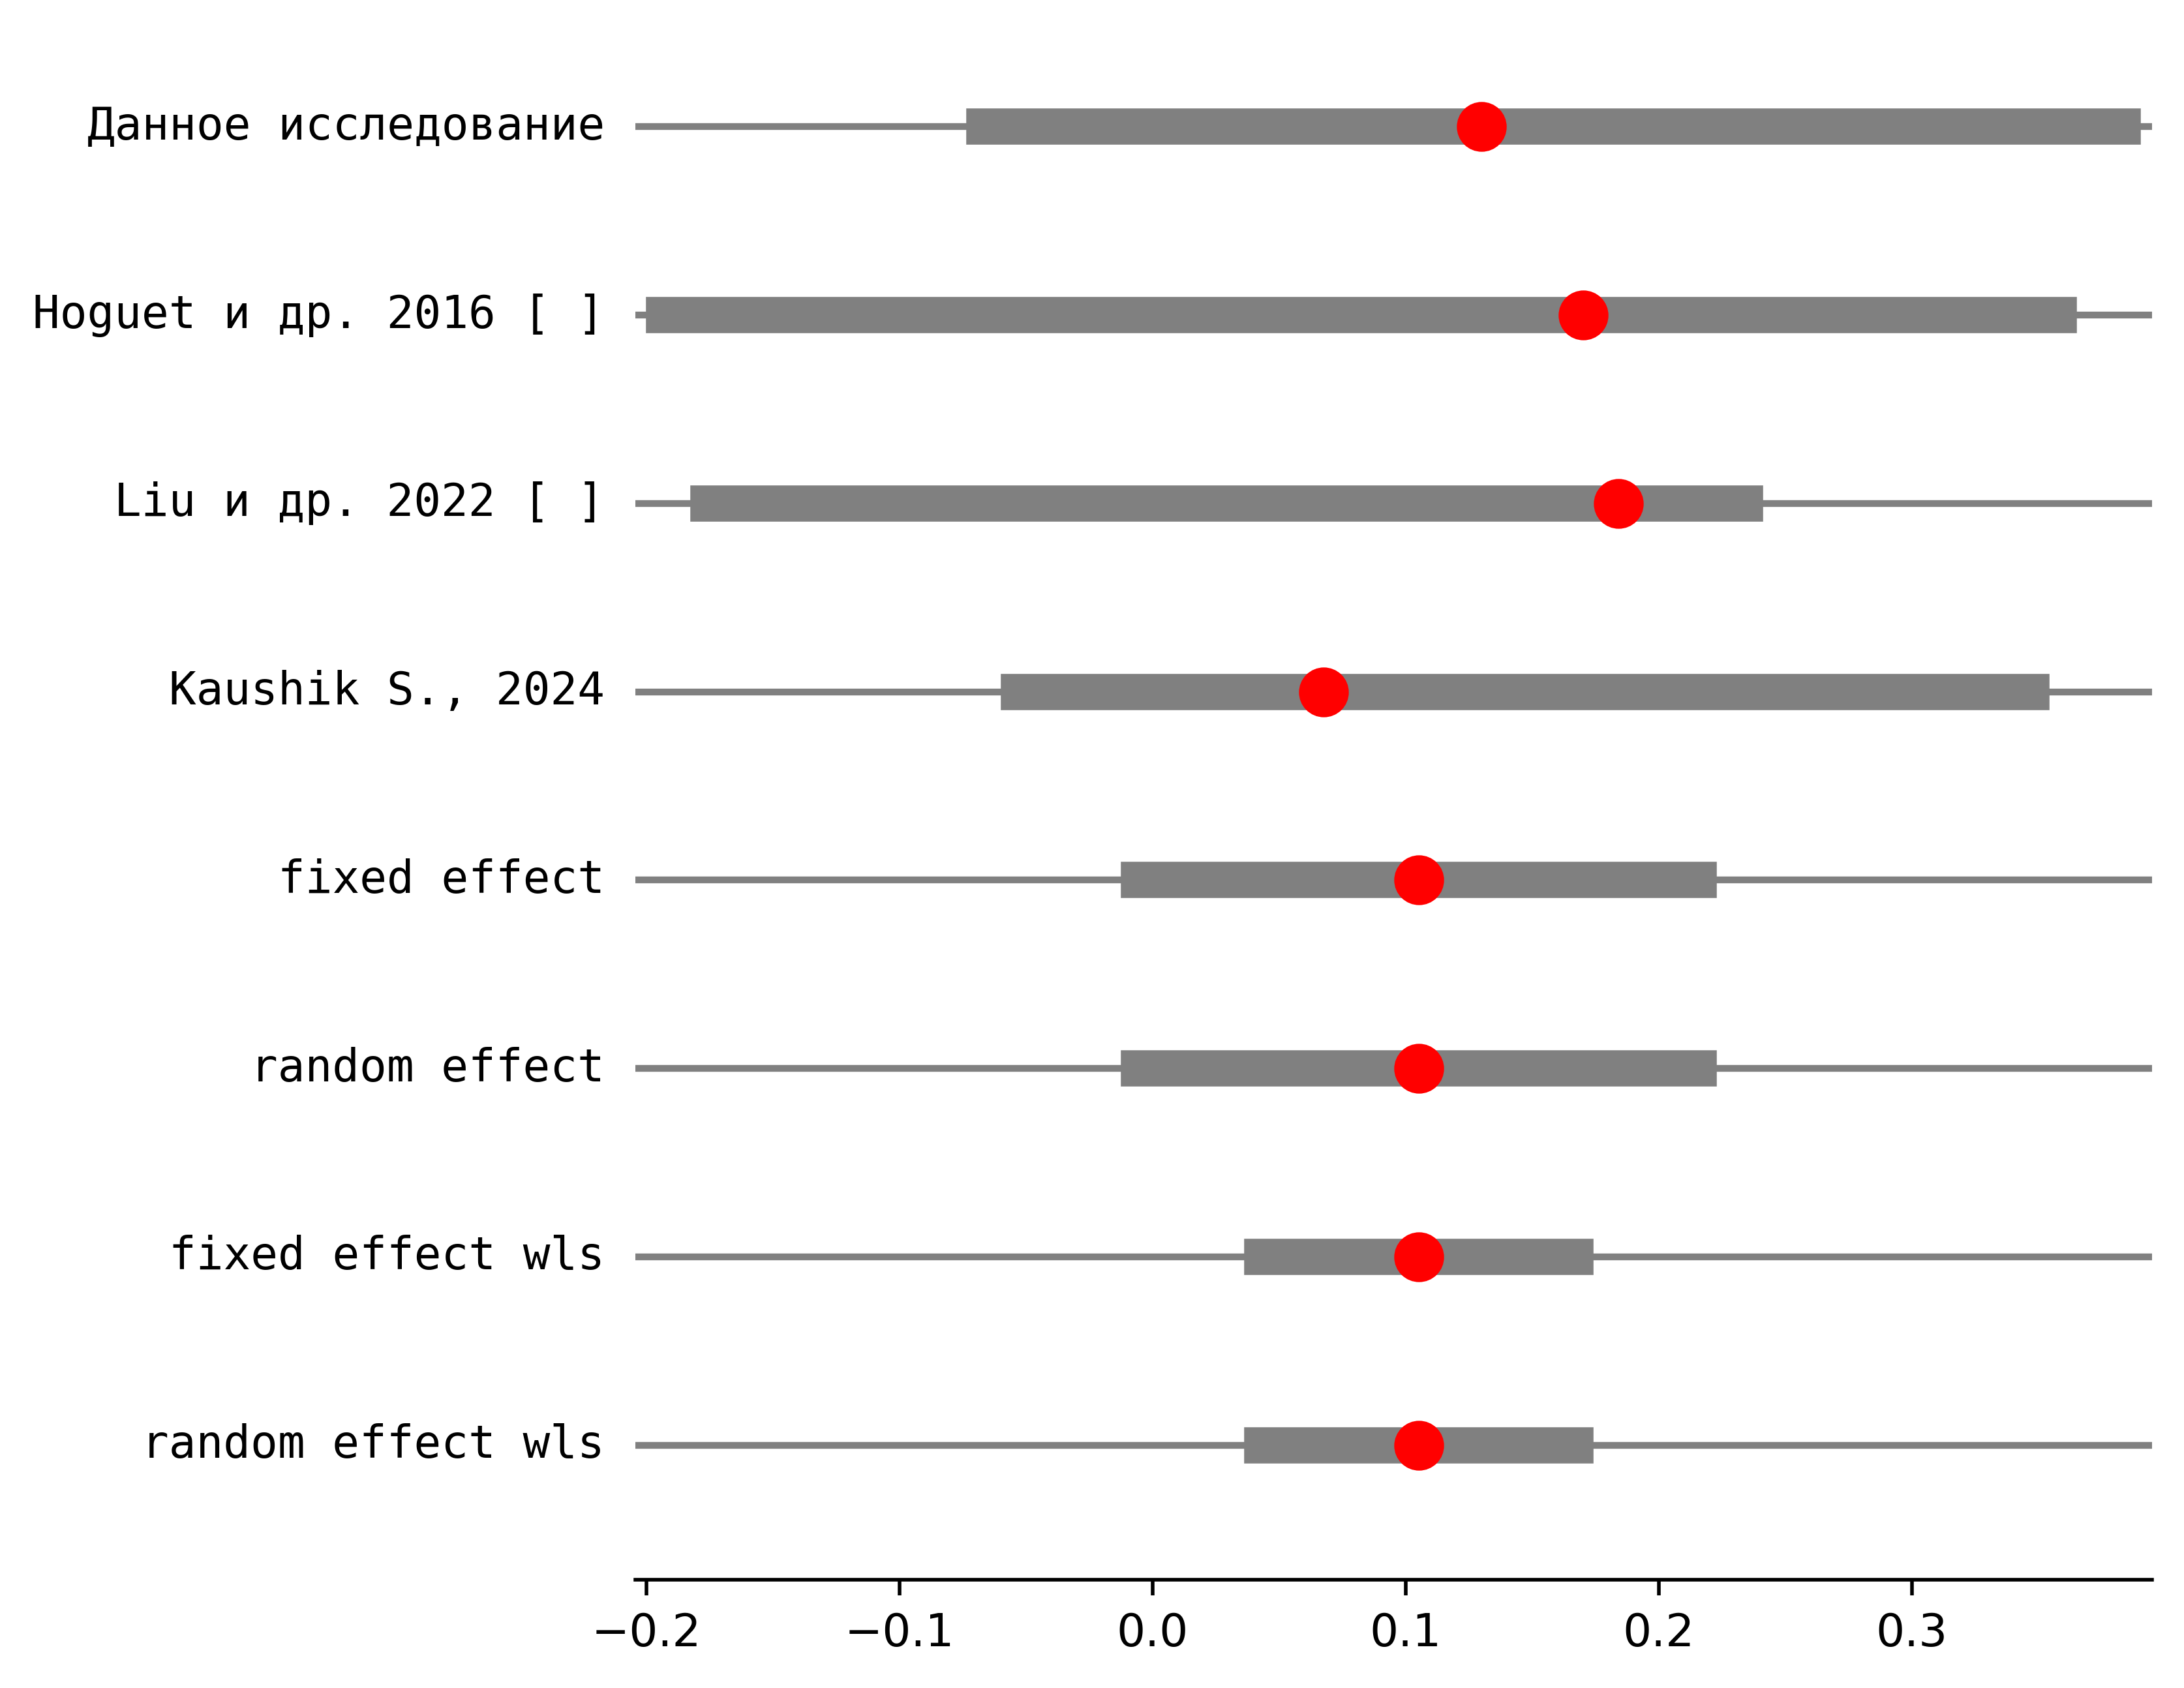 Данное исследование
Hoguet и др. 2016 [ ]
Liu и др. 2022 [ ]
Kaushik S., 2024
fixed effect
random effect
fixed effect wls
random effect wls
−0.2 −0.1 0.0 0.1 0.2 0.3